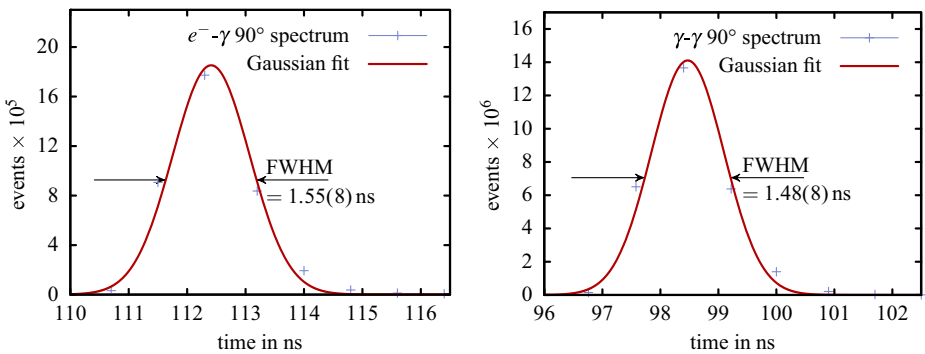 e⁻-γ 90° spectrum
Gaussian fit
FWHM
= 1.55(8) ns
events × 10⁵
20
16
12
8
4
0
110 111 112 113 114 115 116
time in ns
γ-γ 90° spectrum
Gaussian fit
FWHM
= 1.48(8) ns
events × 10⁶
16
14
12
10
8
6
4
2
0
96 97 98 99 100 101 102
time in ns